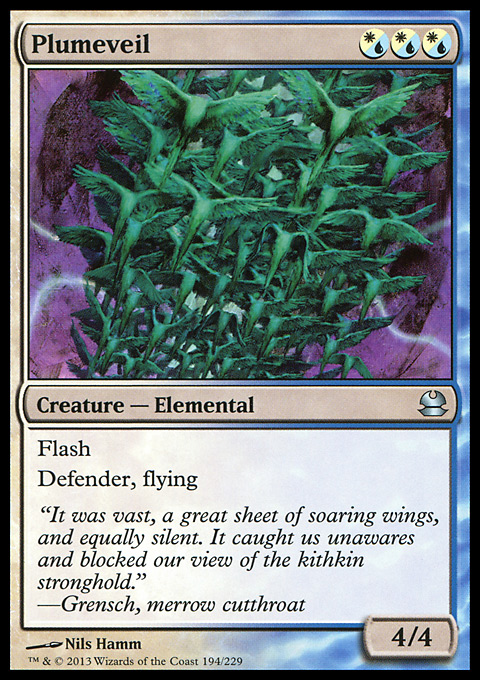 Plumeveil
Creature — Elemental
Flash
Defender, flying
“It was vast, a great sheet of soaring wings,
and equally silent. It caught us unawares
and blocked our view of the kithkin
stronghold.”
—Grensch, merrow cutthroat
4/4
Nils Hamm
™ & © 2013 Wizards of the Coast 194/229